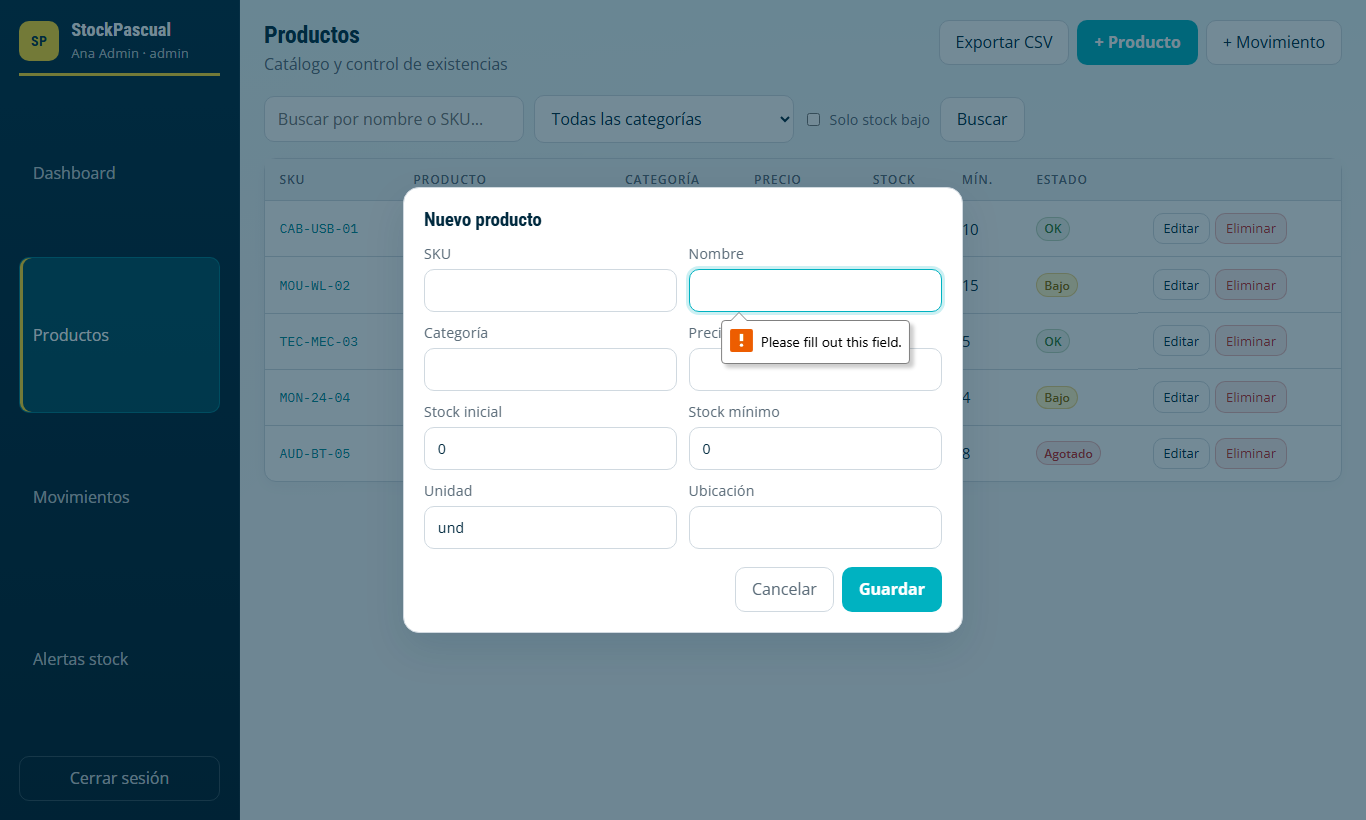 SP
StockPascual
Ana Admin · admin
Dashboard
Productos
Movimientos
Alertas stock
Cerrar sesión
Productos
Catálogo y control de existencias
Exportar CSV
+ Producto
+ Movimiento
Buscar por nombre o SKU...
Todas las categorías
Solo stock bajo
Buscar
SKU PRODUCTO CATEGORÍA PRECIO STOCK MÍN. ESTADO
CAB-USB-01 10 OK Editar Eliminar
MOU-WL-02 15 Bajo Editar Eliminar
TEC-MEC-03 5 OK Editar Eliminar
MON-24-04 4 Bajo Editar Eliminar
AUD-BT-05 8 Agotado Editar Eliminar
Nuevo producto
SKU Nombre
! Please fill out this field.
Categoría Preci
Stock inicial Stock mínimo
0 0
Unidad Ubicación
und
Cancelar Guardar